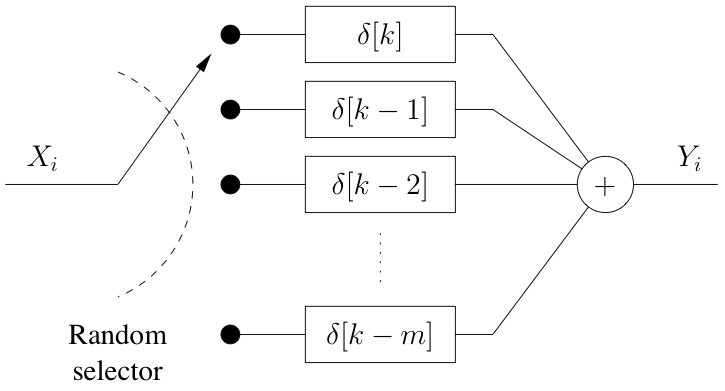 δ[k]
δ[k − 1]
X_i
Y_i
δ[k − 2]
+
δ[k − m]
Random
selector